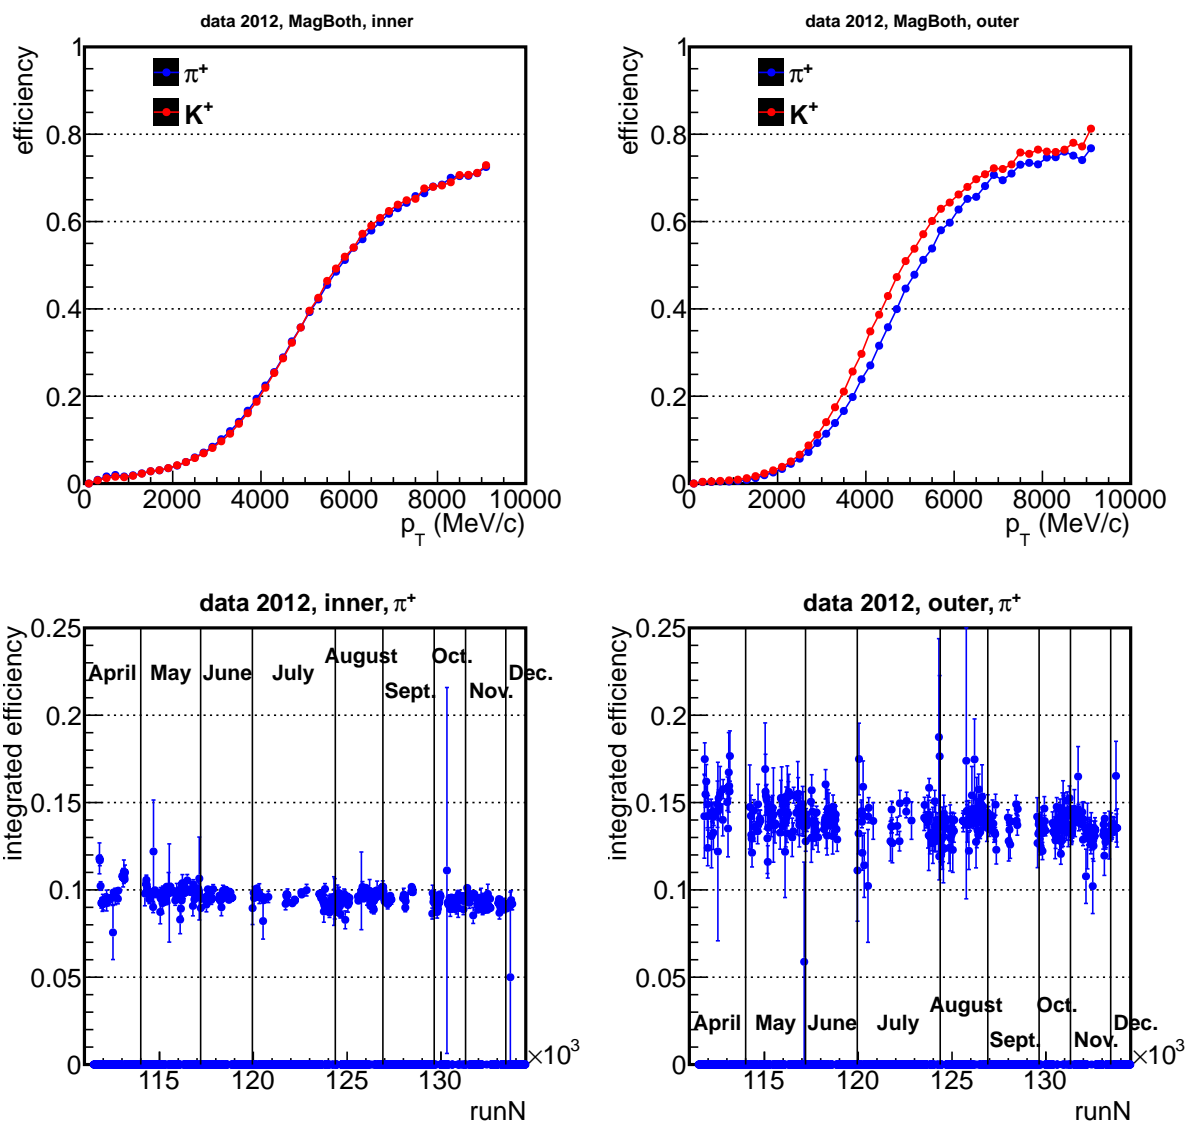 data 2012, MagBoth, inner
efficiency
1
0.8
0.6
0.4
0.2
0
π⁺
K⁺
0 2000 4000 6000 8000 10000
p_T (MeV/c)
data 2012, MagBoth, outer
efficiency
1
0.8
0.6
0.4
0.2
0
π⁺
K⁺
0 2000 4000 6000 8000 10000
p_T (MeV/c)
data 2012, inner, π⁺
integrated efficiency
0.25
0.2
0.15
0.1
0.05
0
April May June July August Sept. Oct. Nov. Dec.
115 120 125 130
×10³
runN
data 2012, outer, π⁺
integrated efficiency
0.25
0.2
0.15
0.1
0.05
0
April May June July August Sept. Oct. Nov. Dec.
115 120 125 130
×10³
runN